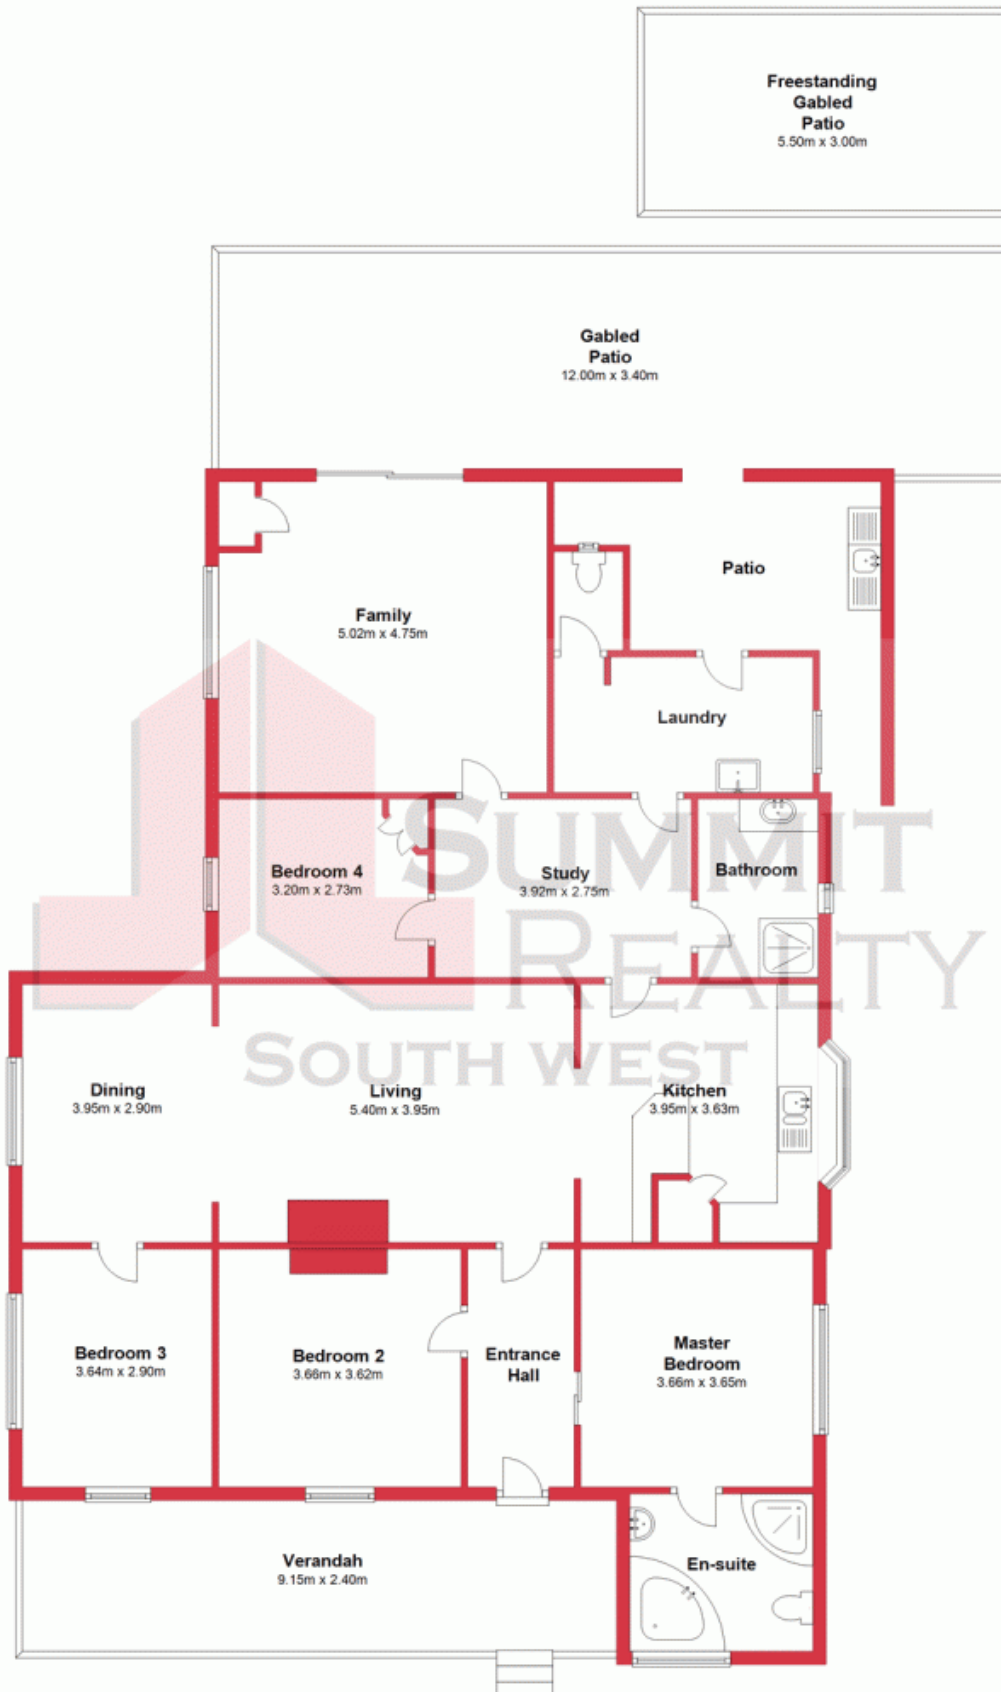 Freestanding
Gabled
Patio
5.50m x 3.00m
Gabled
Patio
12.00m x 3.40m
Family
5.02m x 4.75m
Patio
Laundry
Bedroom 4
3.20m x 2.73m
Study
3.92m x 2.75m
Bathroom
SUMMIT
REALTY
SOUTH WEST
Dining
3.95m x 2.90m
Living
5.40m x 3.95m
Kitchen
3.95m x 3.63m
Bedroom 3
3.64m x 2.90m
Bedroom 2
3.66m x 3.62m
Entrance
Hall
Master
Bedroom
3.66m x 3.65m
Verandah
9.15m x 2.40m
En-suite